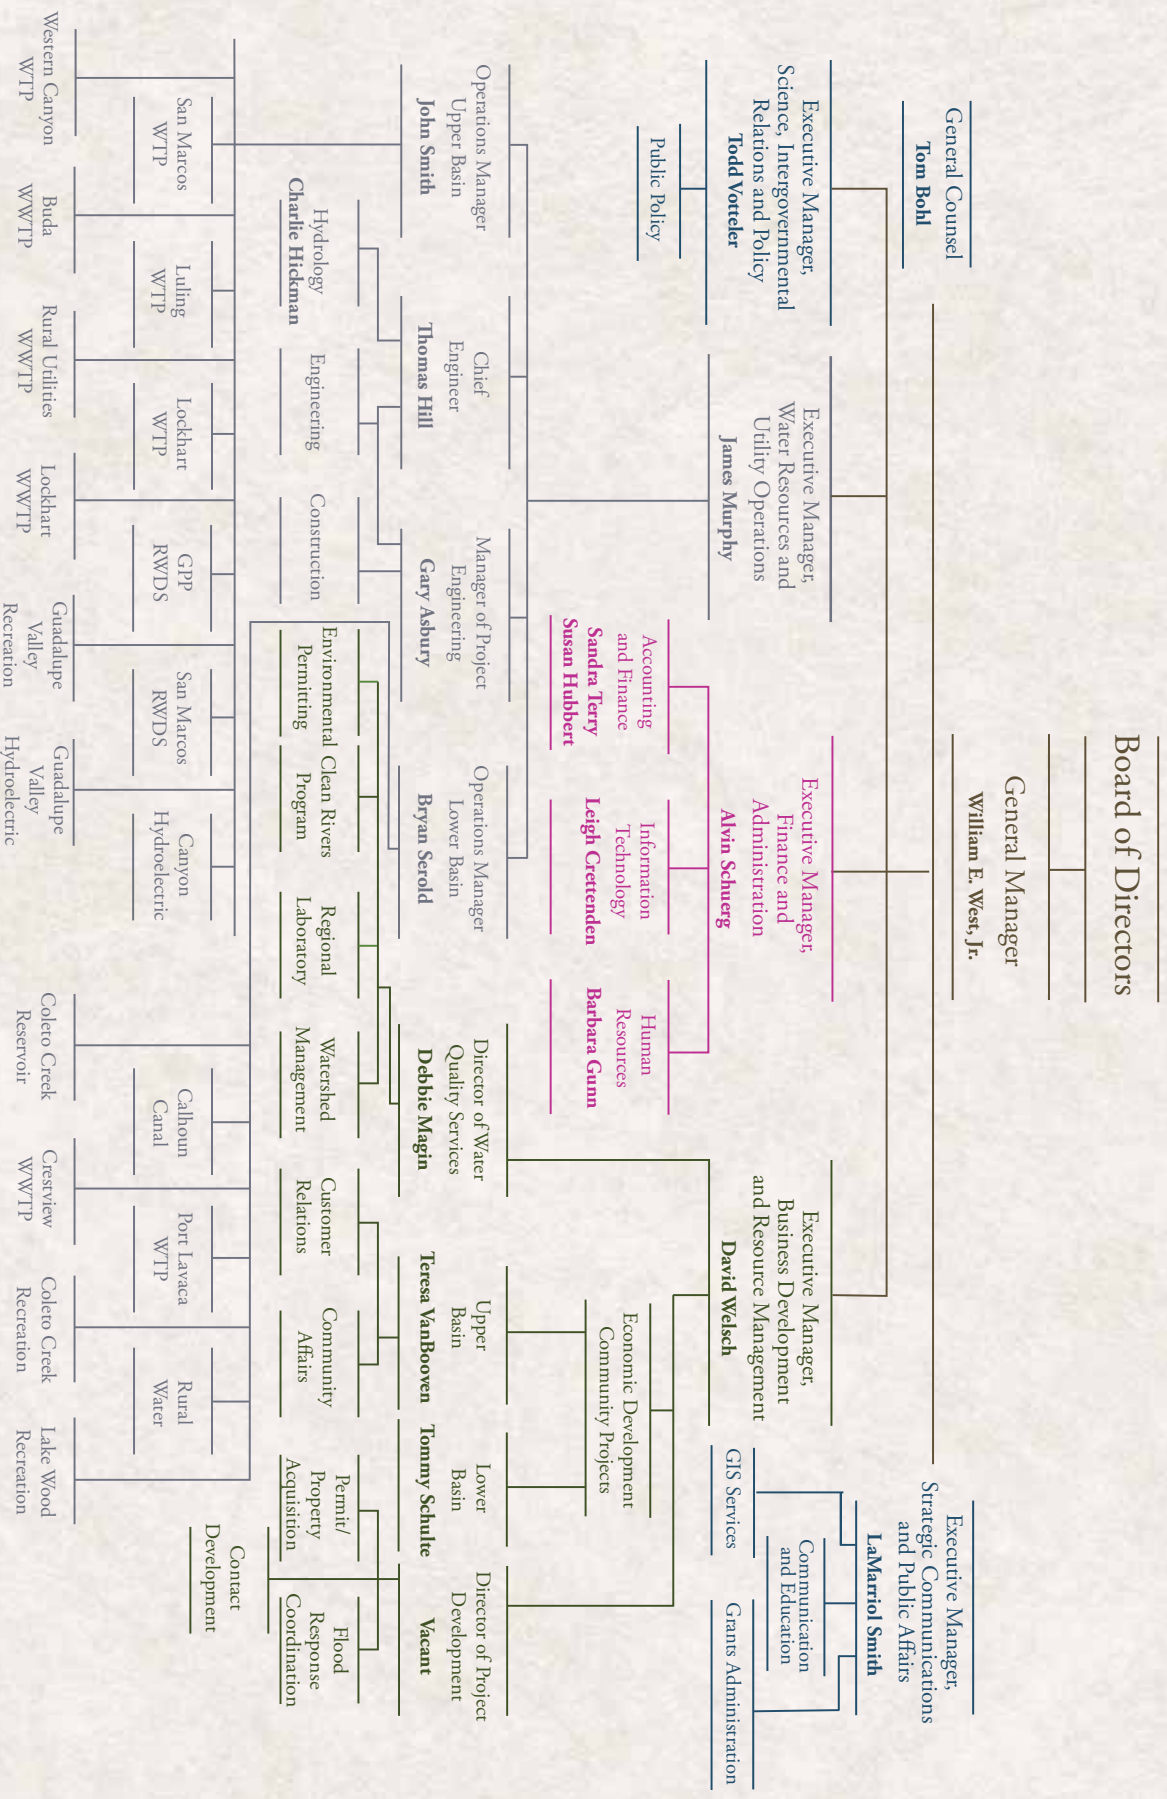 Board of Directors
General Manager
William E. West, Jr.
General Counsel
Tom Bohl
Executive Manager,
Strategic Communications
and Public Affairs
LaMarriol Smith
Communication
and Education
GIS Services
Grants Administration
Executive Manager,
Science, Intergovernmental
Relations and Policy
Todd Votteler
Public Policy
Executive Manager,
Water Resources and
Utility Operations
James Murphy
Executive Manager,
Finance and
Administration
Alvin Schuerg
Executive Manager,
Business Development
and Resource Management
David Welsch
Accounting
and Finance
Sandra Terry
Susan Hubbert
Information
Technology
Leigh Crettenden
Human
Resources
Barbara Gunn
Economic Development
Community Projects
Operations Manager
Upper Basin
John Smith
Chief
Engineer
Thomas Hill
Manager of Project
Engineering
Gary Asbury
Operations Manager
Lower Basin
Bryan Serold
Director of Water
Quality Services
Debbie Magin
Upper
Basin
Teresa VanBooven
Lower
Basin
Tommy Schulte
Director of Project
Development
Vacant
Hydrology
Charlie Hickman
Engineering
Construction
Environmental
Permitting
Clean Rivers
Program
Regional
Laboratory
Watershed
Management
Customer
Relations
Community
Affairs
Permit/
Property
Acquisition
Flood
Response
Coordination
Contact
Development
San Marcos
WTP
Luling
WTP
Lockhart
WTP
GPP
RWDS
San Marcos
RWDS
Canyon
Hydroelectric
Calhoun
Canal
Port Lavaca
WTP
Rural
Water
Western Canyon
WTP
Buda
WWTP
Rural Utilities
WWTP
Lockhart
WWTP
Guadalupe
Valley
Recreation
Guadalupe
Valley
Hydroelectric
Coleto Creek
Reservoir
Crestview
WWTP
Coleto Creek
Recreation
Lake Wood
Recreation